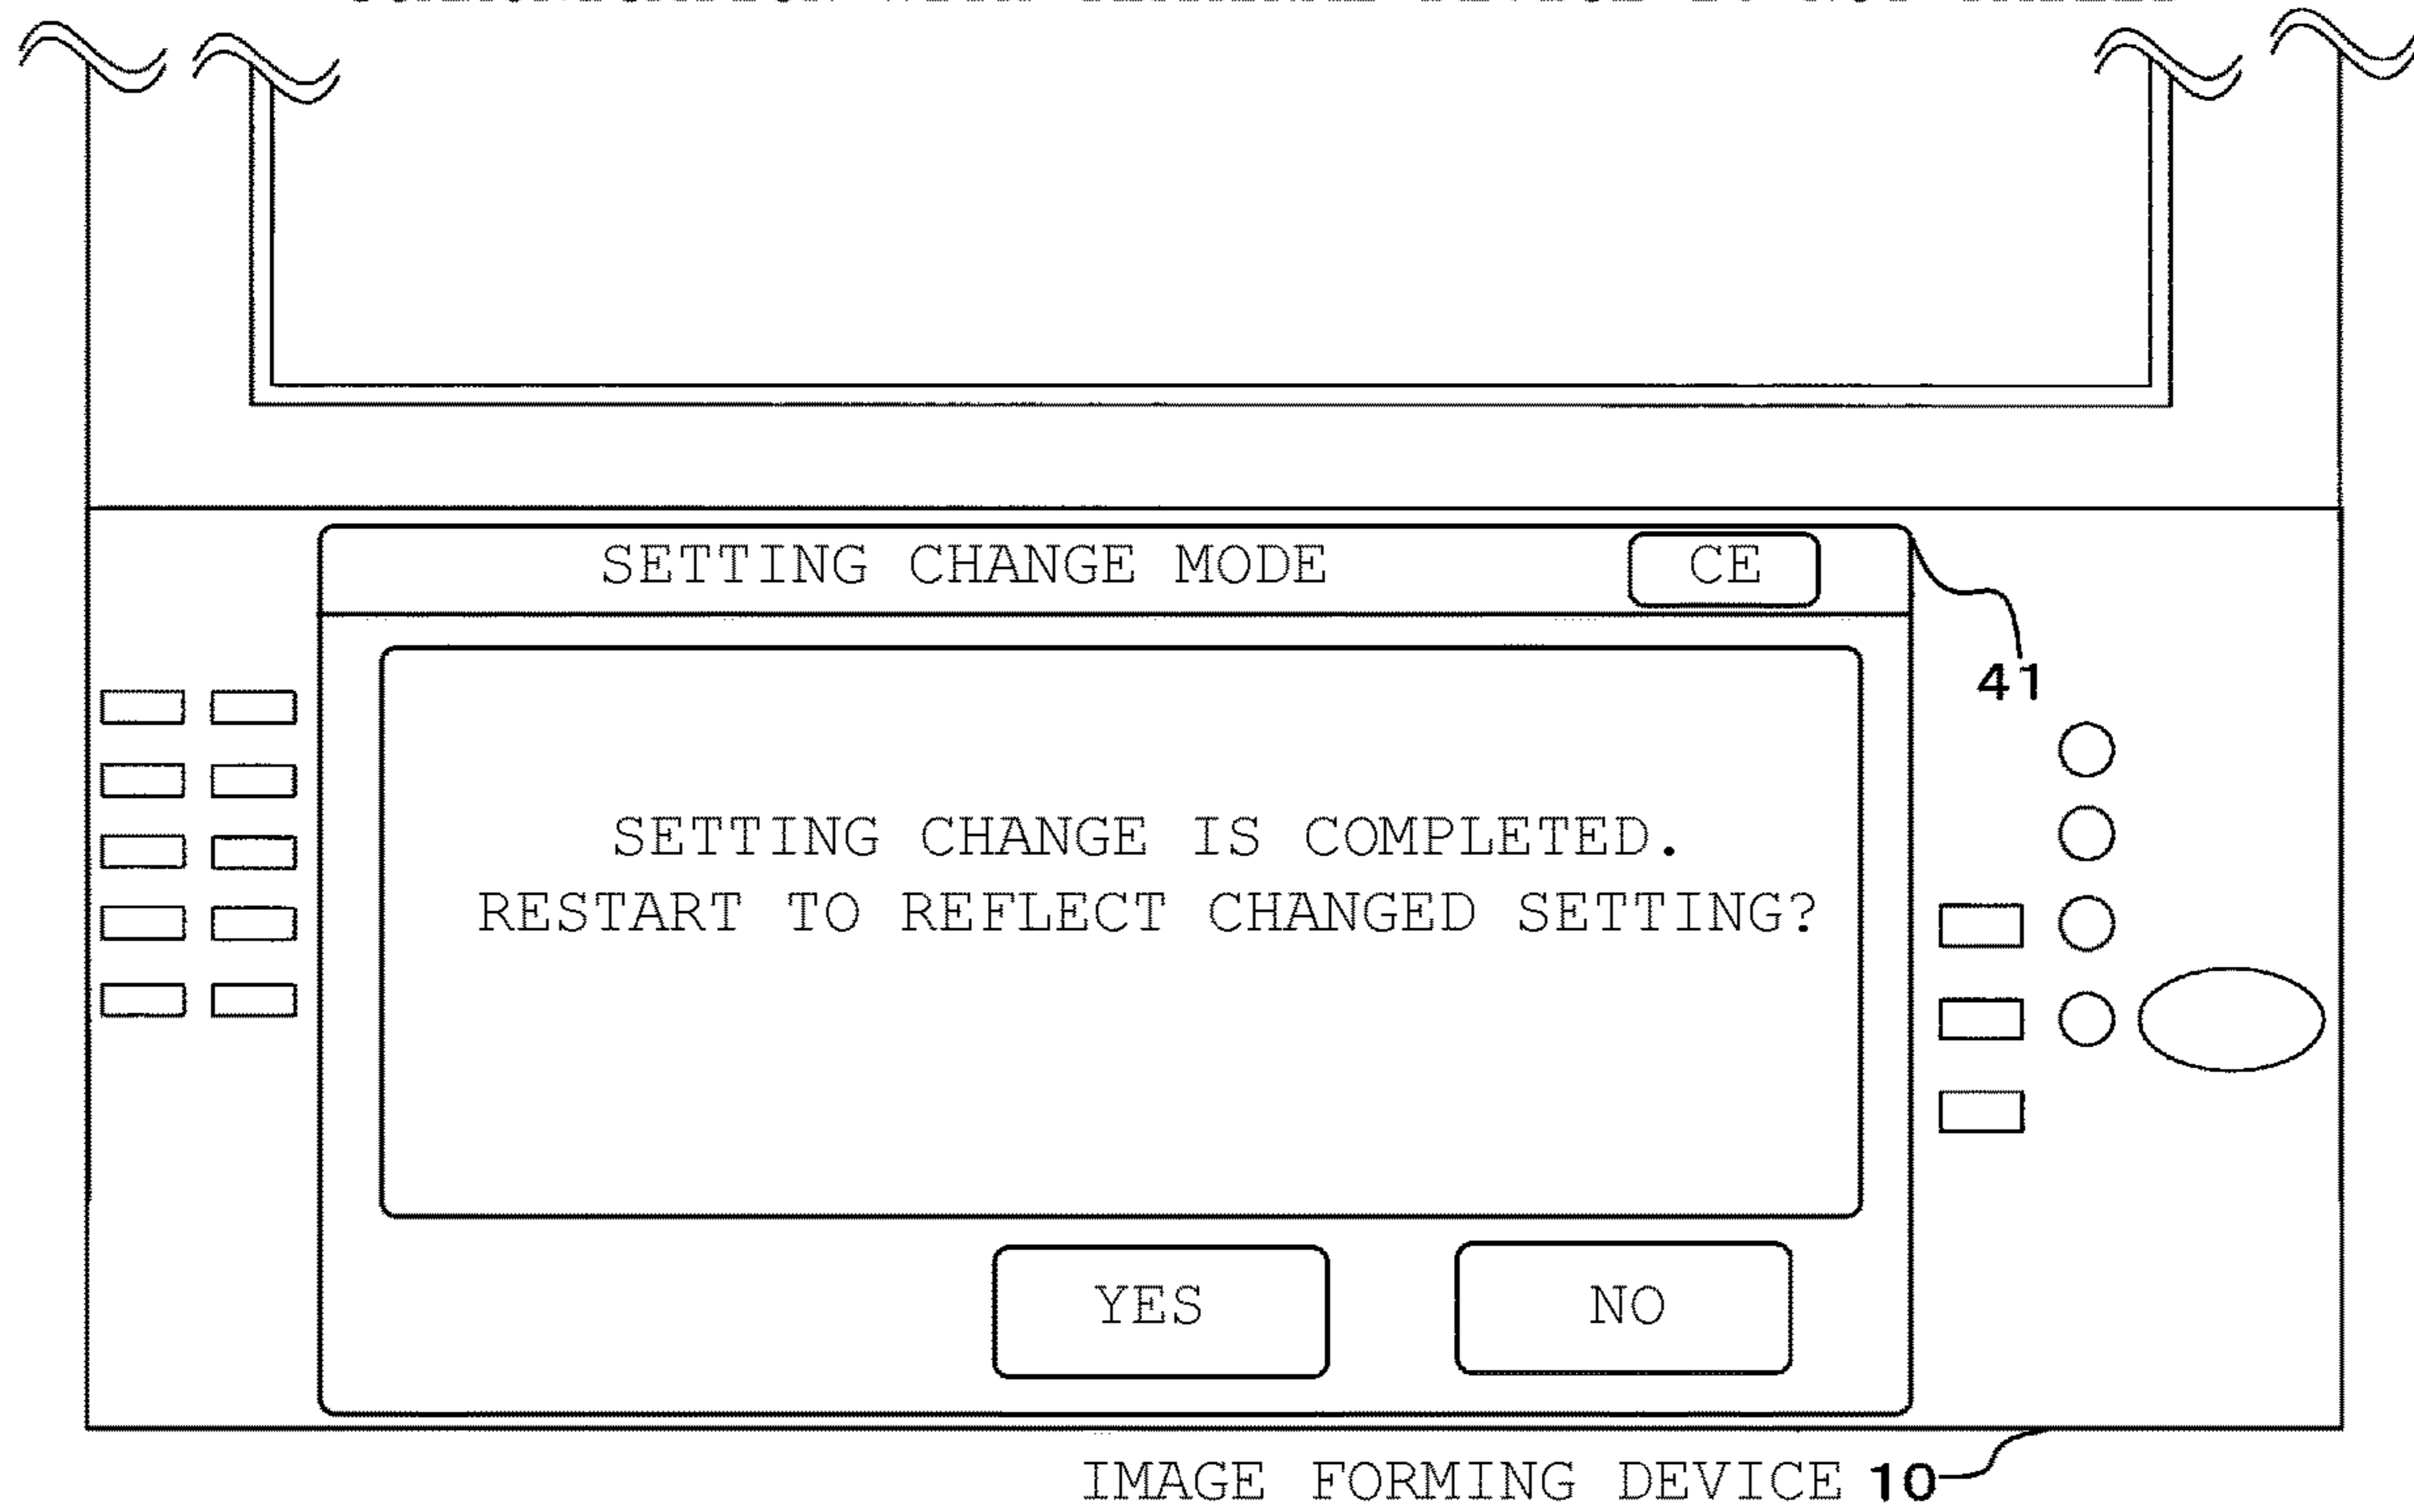 SETTING CHANGE MODE CE
41
SETTING CHANGE IS COMPLETED.
RESTART TO REFLECT CHANGED SETTING?
YES NO
IMAGE FORMING DEVICE 10